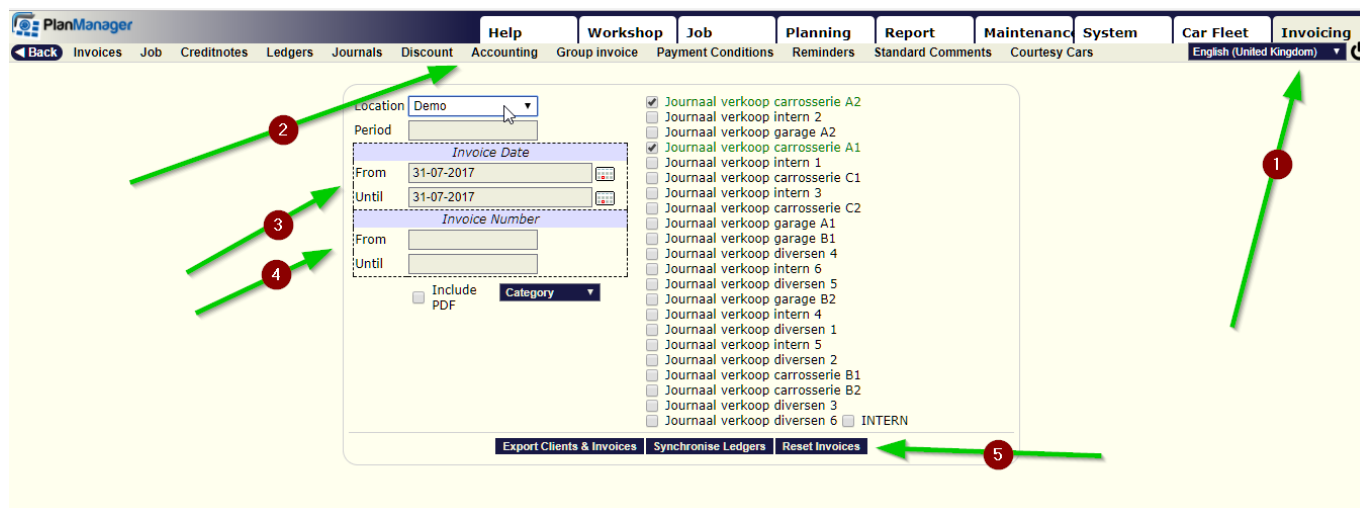 PlanManager
Help Workshop Job Planning Report Maintenanc System Car Fleet Invoicing
Back Invoices Job Creditnotes Ledgers Journals Discount Accounting Group invoice Payment Conditions Reminders Standard Comments Courtesy Cars English (United Kingdom)
1
2
3
4
5
Location Demo
Period
Invoice Date
From 31-07-2017
Until 31-07-2017
Invoice Number
From
Until
Include PDF
Category
Journaal verkoop carrosserie A2
Journaal verkoop intern 2
Journaal verkoop garage A2
Journaal verkoop carrosserie A1
Journaal verkoop intern 1
Journaal verkoop carrosserie C1
Journaal verkoop intern 3
Journaal verkoop carrosserie C2
Journaal verkoop garage A1
Journaal verkoop garage B1
Journaal verkoop diversen 4
Journaal verkoop intern 6
Journaal verkoop diversen 5
Journaal verkoop garage B2
Journaal verkoop intern 4
Journaal verkoop diversen 1
Journaal verkoop intern 5
Journaal verkoop diversen 2
Journaal verkoop carrosserie B1
Journaal verkoop carrosserie B2
Journaal verkoop diversen 3
Journaal verkoop diversen 6 INTERN
Export Clients & Invoices Synchronise Ledgers Reset Invoices